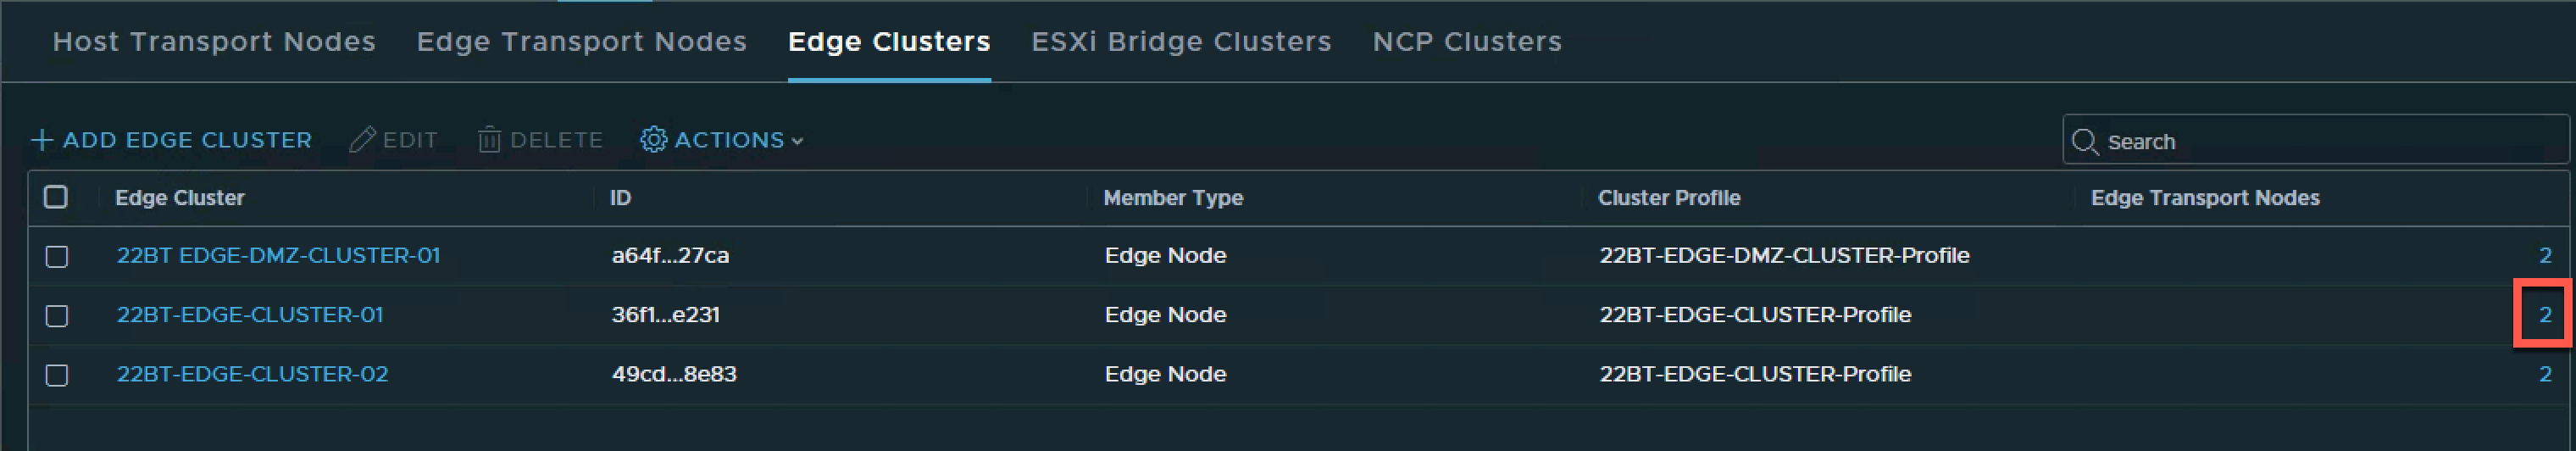 Host Transport Nodes Edge Transport Nodes Edge Clusters ESXi Bridge Clusters NCP Clusters
ADD EDGE CLUSTER EDIT DELETE ACTIONS Search
Edge Cluster ID Member Type Cluster Profile Edge Transport Nodes
22BT EDGE-DMZ-CLUSTER-01 a64f...27ca Edge Node 22BT-EDGE-DMZ-CLUSTER-Profile 2
22BT-EDGE-CLUSTER-01 36f1...e231 Edge Node 22BT-EDGE-CLUSTER-Profile 2
22BT-EDGE-CLUSTER-02 49cd...8e83 Edge Node 22BT-EDGE-CLUSTER-Profile 2